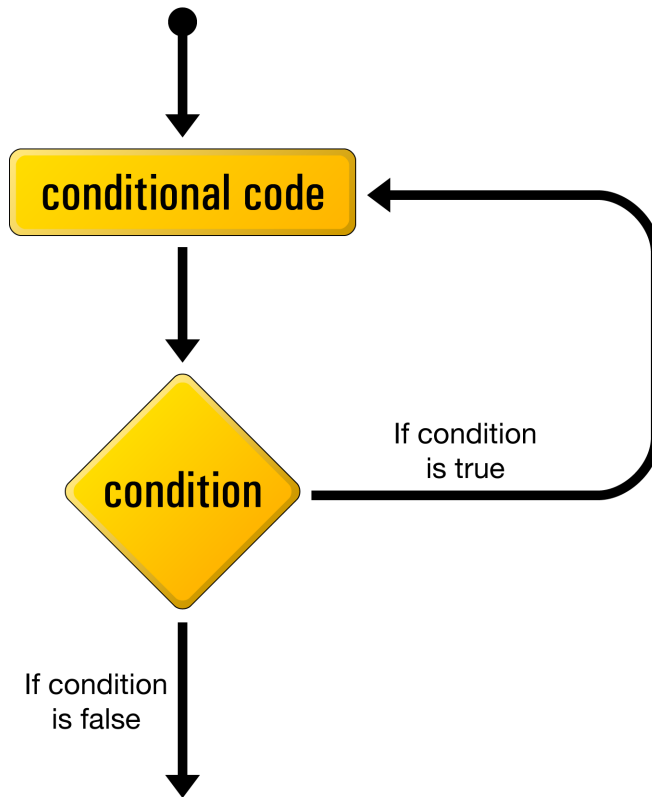 conditional code
condition
If condition
is true
If condition
is false